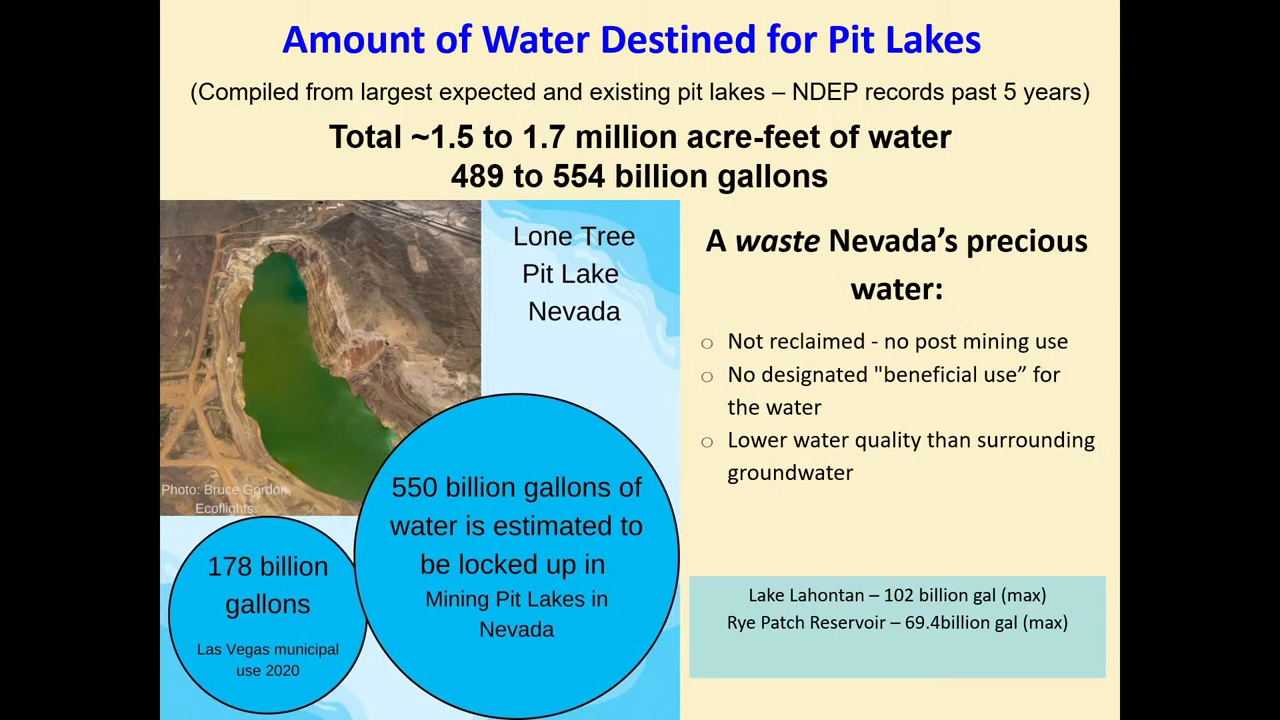 Amount of Water Destined for Pit Lakes
(Compiled from largest expected and existing pit lakes – NDEP records past 5 years)
Total ~1.5 to 1.7 million acre-feet of water
489 to 554 billion gallons
Lone Tree
Pit Lake
Nevada
Photo: Bruce Gordon,
Ecoflights.
550 billion gallons of
water is estimated to
be locked up in
Mining Pit Lakes in
Nevada
178 billion
gallons
Las Vegas municipal
use 2020
A waste Nevada’s precious
water:
○ Not reclaimed - no post mining use
○ No designated "beneficial use” for
the water
○ Lower water quality than surrounding
groundwater
Lake Lahontan – 102 billion gal (max)
Rye Patch Reservoir – 69.4billion gal (max)